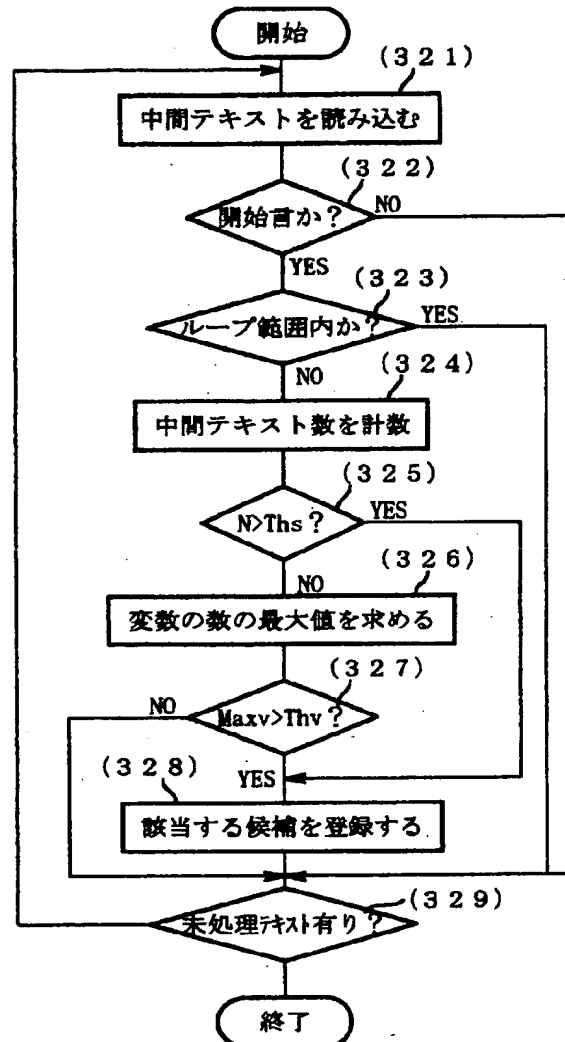 開始
(321)
中間テキストを読み込む
(322)
開始言か？
NO
YES
(323)
ループ範囲内か？
YES
NO
(324)
中間テキスト数を計数
(325)
N>Ths？
YES
NO
(326)
変数の数の最大値を求める
(327)
NO
Maxv>Thv？
(328)
YES
該当する候補を登録する
(329)
未処理テキスト有り？
終了